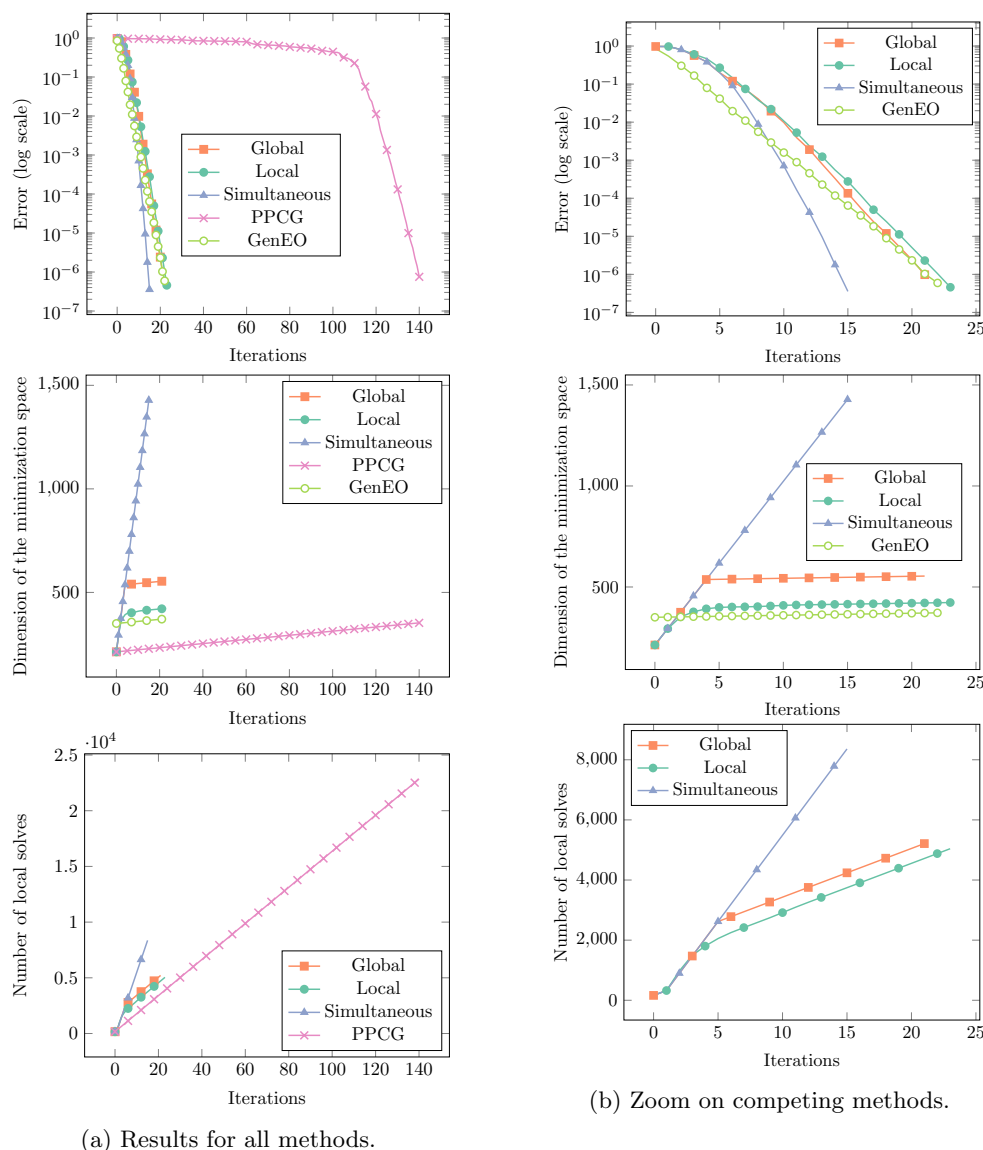 10^0
10^−1
10^−2
10^−3
10^−4
10^−5
10^−6
10^−7
Error (log scale)
Global
Local
Simultaneous
PPCG
GenEO
0 20 40 60 80 100 120 140
Iterations
1,500
1,000
500
Dimension of the minimization space
Global
Local
Simultaneous
PPCG
GenEO
0 20 40 60 80 100 120 140
Iterations
·10^4
2.5
2
1.5
1
0.5
0
Number of local solves
Global
Local
Simultaneous
PPCG
0 20 40 60 80 100 120 140
Iterations
(a) Results for all methods.
10^0
10^−1
10^−2
10^−3
10^−4
10^−5
10^−6
10^−7
Error (log scale)
Global
Local
Simultaneous
GenEO
0 5 10 15 20 25
Iterations
1,500
1,000
500
Dimension of the minimization space
Global
Local
Simultaneous
GenEO
0 5 10 15 20 25
Iterations
8,000
6,000
4,000
2,000
0
Number of local solves
Global
Local
Simultaneous
0 5 10 15 20 25
Iterations
(b) Zoom on competing methods.